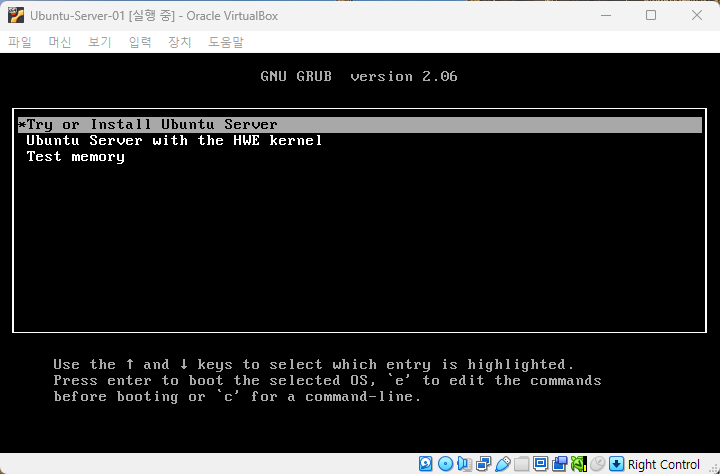 Ubuntu-Server-01 [실행 중] - Oracle VirtualBox
파일 머신 보기 입력 장치 도움말
GNU GRUB version 2.06
*Try or Install Ubuntu Server
Ubuntu Server with the HWE kernel
Test memory
Use the ↑ and ↓ keys to select which entry is highlighted.
Press enter to boot the selected OS, `e' to edit the commands
before booting or `c' for a command-line.
Right Control